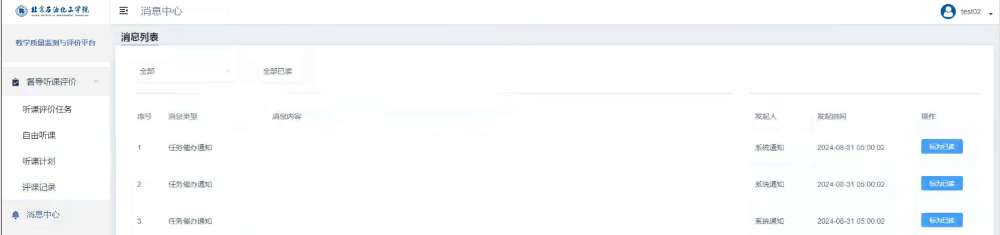 北京石油化工学院
消息中心
test02
教学质量监测与评价平台
消息列表
全部
全部已读
督导听课评价
听课评价任务
自由听课
听课计划
评课记录
消息中心
序号 消息类型 消息内容 发起人 发起时间 操作
1 任务催办通知 系统通知 2024-08-31 05:00:02 标为已读
2 任务催办通知 系统通知 2024-08-31 05:00:02 标为已读
3 任务催办通知 系统通知 2024-08-31 05:00:02 标为已读